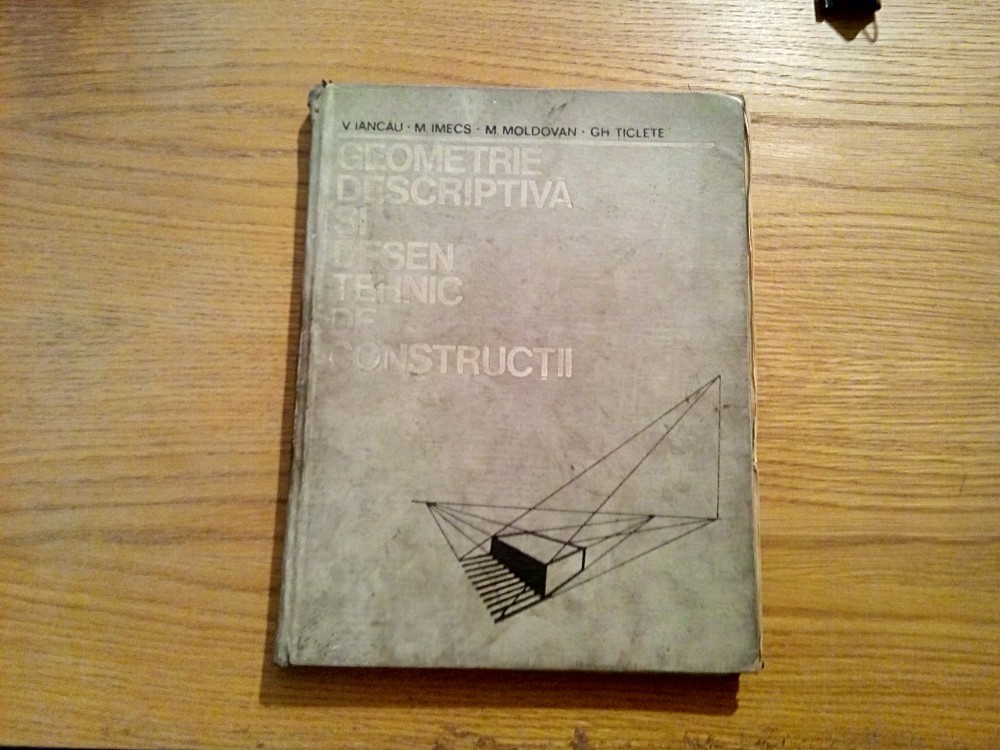 V. IANCĂU · M. IMECS · M. MOLDOVAN · GH. ȚICLETE
GEOMETRIE
DESCRIPTIVĂ
ȘI
DESEN
TEHNIC
DE
CONSTRUCȚII